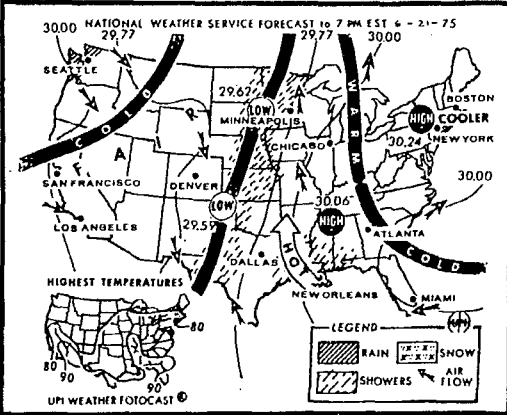 NATIONAL WEATHER SERVICE FORECAST to 7 PM EST 6 - 21-75
30.00
29.77
29.77
30.00
SEATTLE
COLD
29.62
LOW
MINNEAPOLIS
WARM
BOSTON
HIGH COOLER
NEW YORK
30.24
CHICAGO
FAR
SAN FRANCISCO
DENVER
30.00
LOW
30.06
HIGH
LOS ANGELES
29.59
ATLANTA
HOT
DALLAS
COLD
HIGHEST TEMPERATURES
NEW ORLEANS
MIAMI
80
80
90
90
LEGEND
RAIN
SNOW
SHOWERS
AIR FLOW
UPI WEATHER FOTOCAST ©
UPI